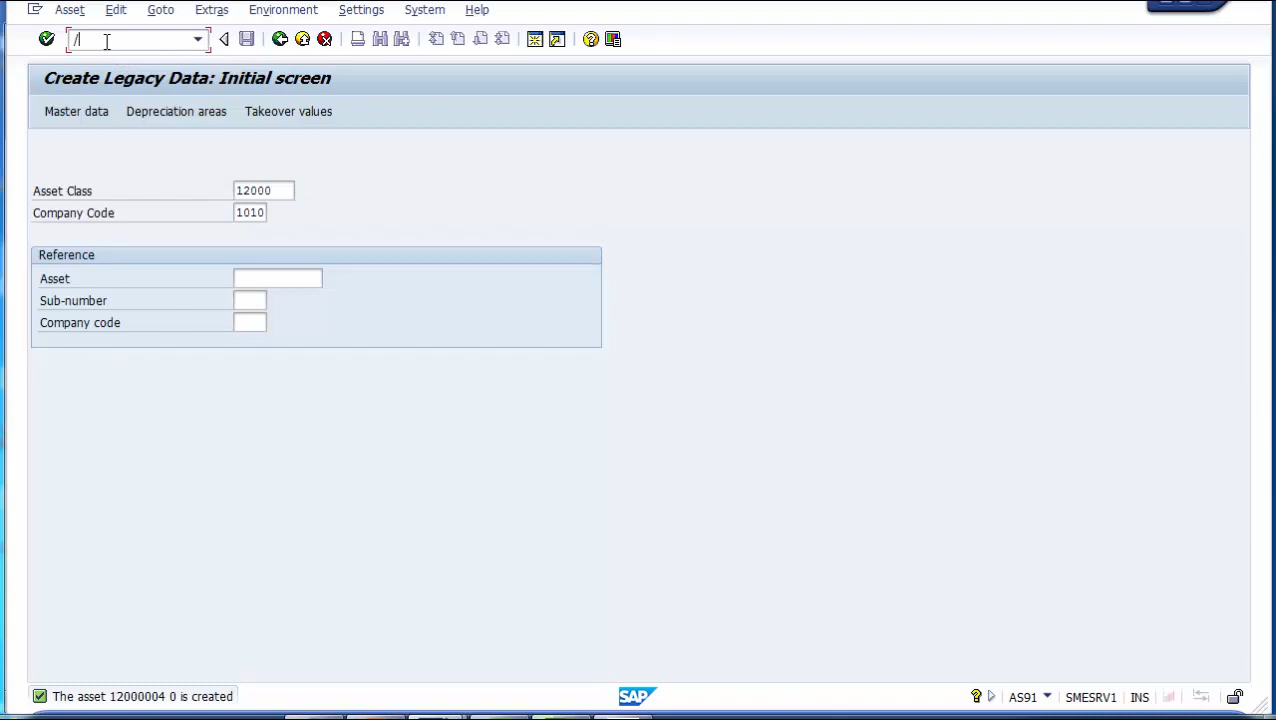 Asset Edit Goto Extras Environment Settings System Help
/
Create Legacy Data: Initial screen
Master data Depreciation areas Takeover values
Asset Class 12000
Company Code 1010
Reference
Asset
Sub-number
Company code
The asset 12000004 0 is created SAP AS91 SMESRV1 INS